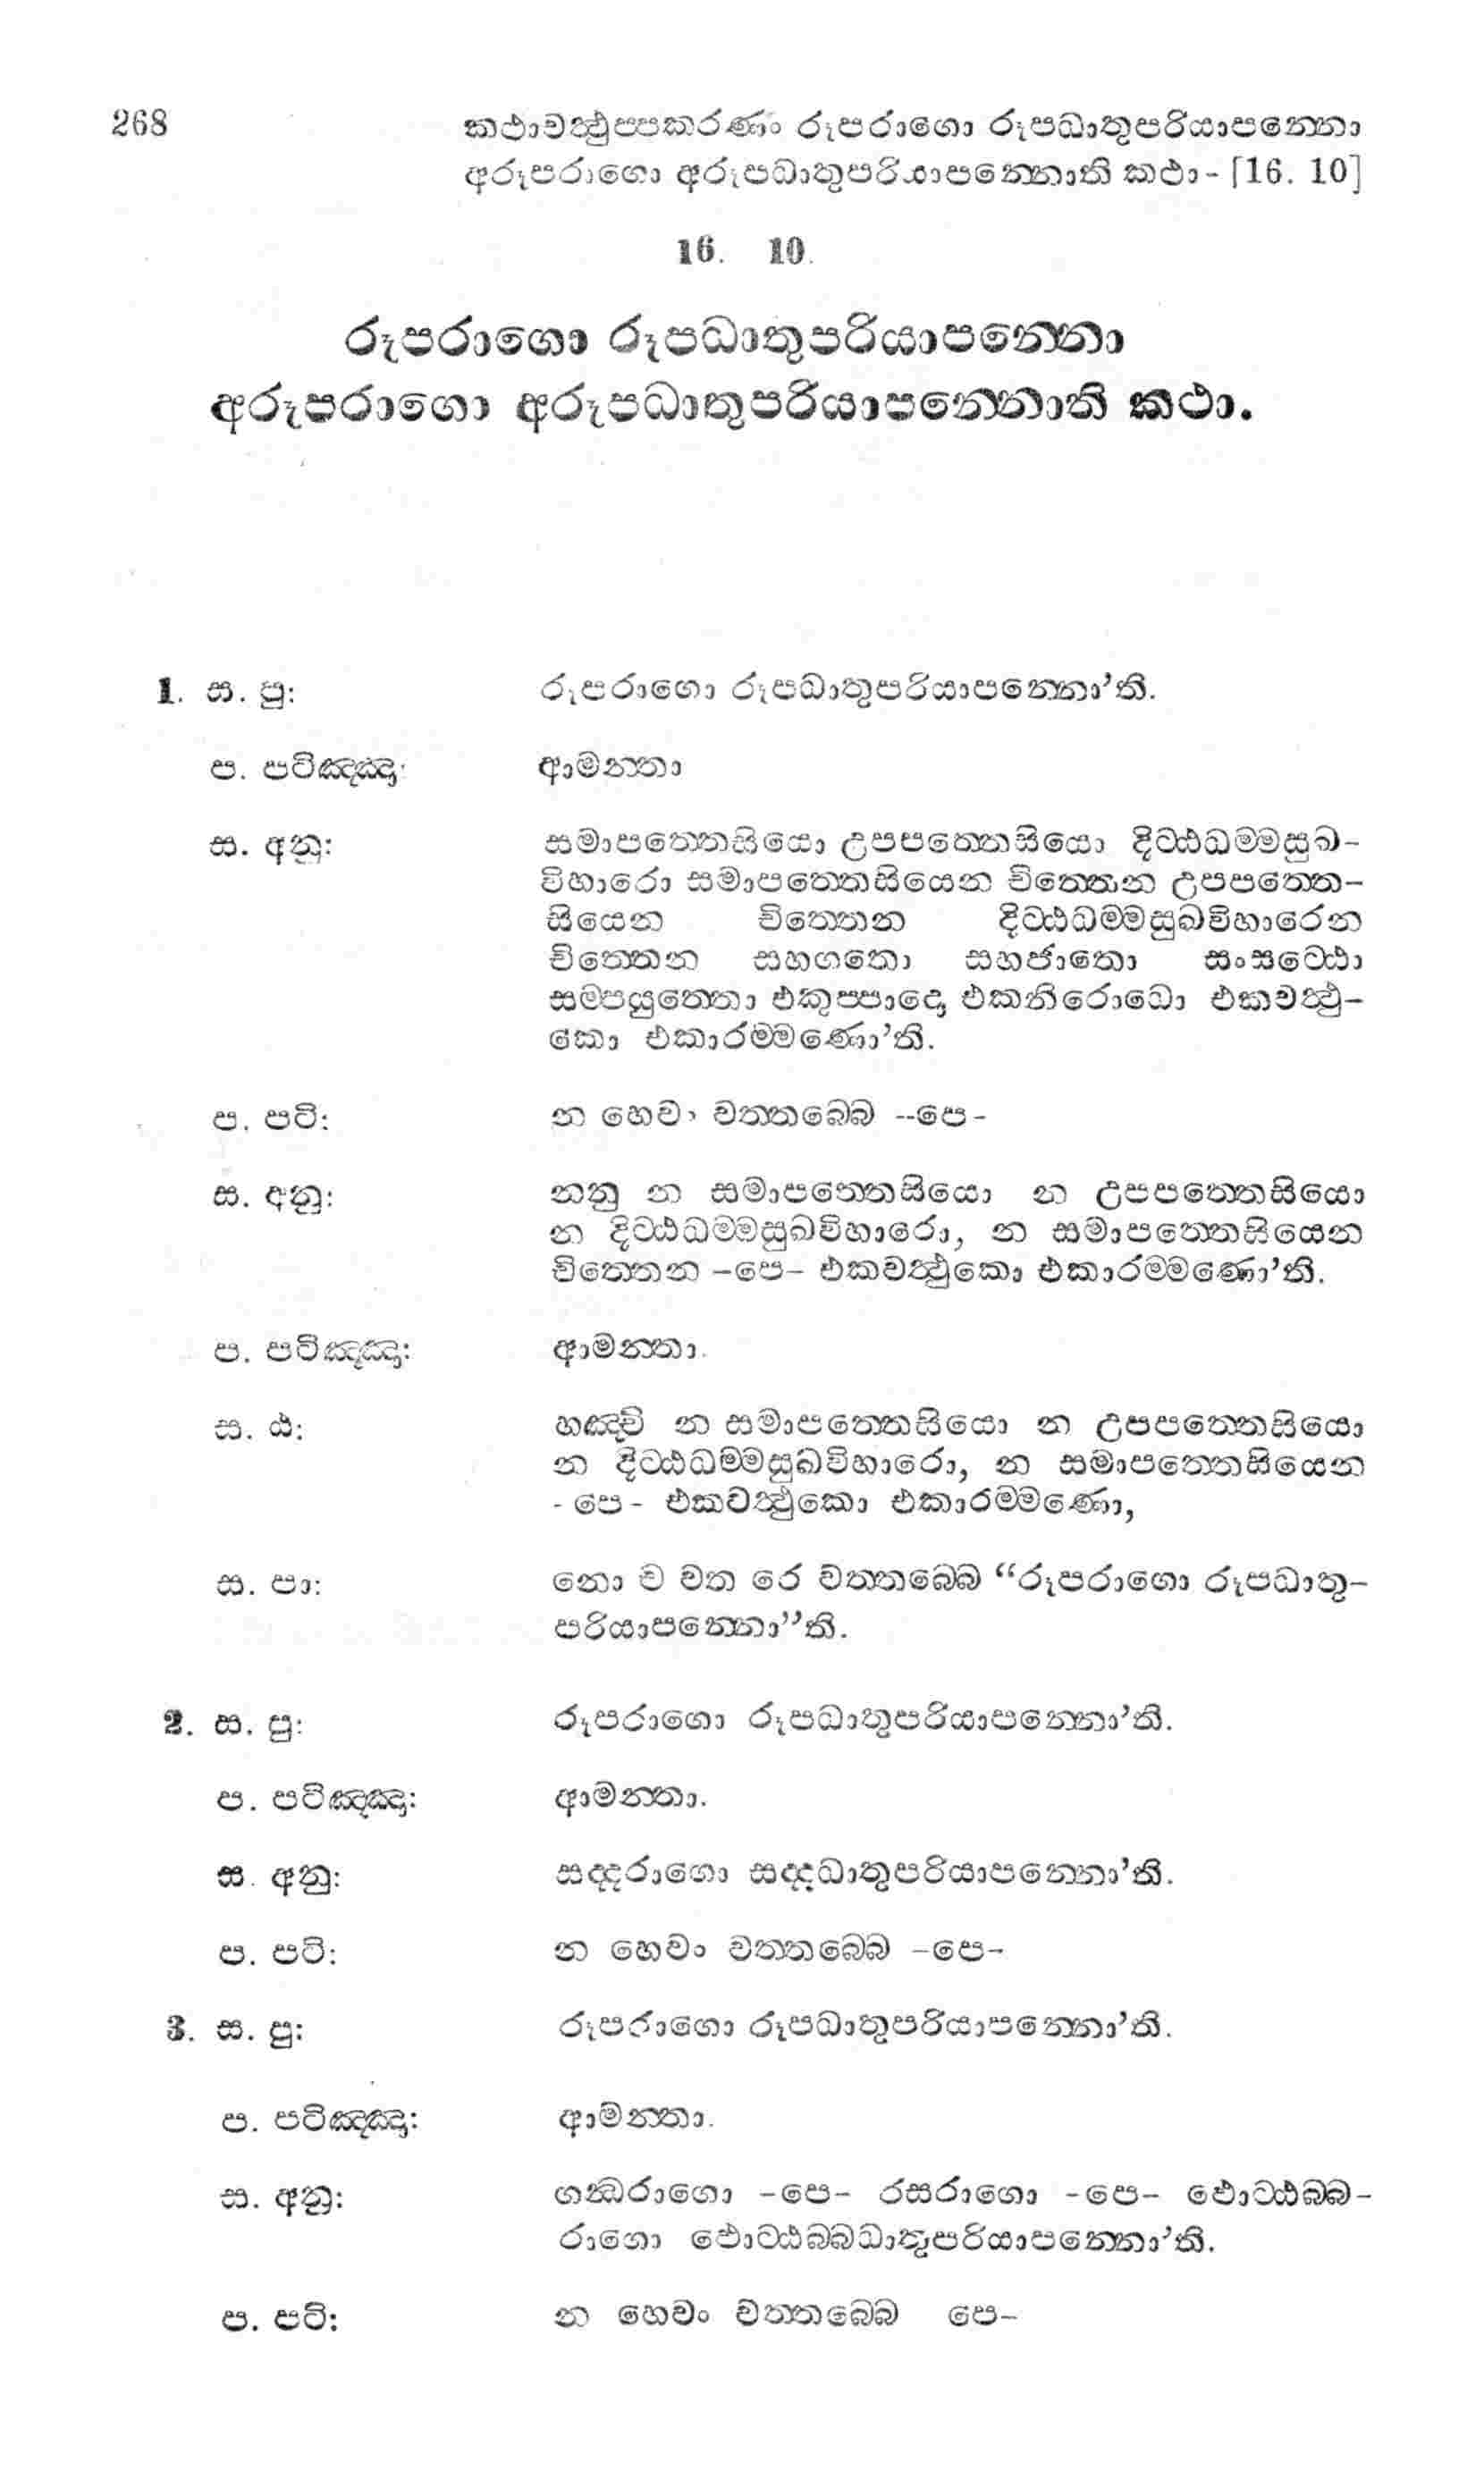 268 කථාවත්‍ථුප්පකරණං රූපරාගො රූපධාතුපරියාපන්නො
අරූපරාගො අරූපධාතුපරියාපන්නොති කථා - [16. 10]
16. 10.
රූපරාගො රූපධාතුපරියාපන්නො
අරූපරාගො අරූපධාතුපරියාපන්නොති කථා.
1. ස. පු: රූපරාගො රූපධාතුපරියාපන්නො’ති.
ප. පටිඤ්ඤා: ආමන්තා
ස. අනු: සමාපත්තෙසියො උපපත්තෙසියො දිට්ඨධම්මසුඛ-
විහාරො සමාපත්තෙසියෙන චිත්තෙන උපපත්තෙ-
සියෙන චිත්තෙන දිට්ඨධම්මසුඛවිහාරෙන
චිත්තෙන සහගතො සහජාතො සංසට්ඨො
සම්පයුත්තො එකුප්පාදො එකනිරොධො එකවත්‍ථු-
කො එකාරම්මණො’ති.
ප. පටි: න හෙවං වත්තබ්බෙ --පෙ-
ස. අනු: නනු න සමාපත්තෙසියො න උපපත්තෙසියො
න දිට්ඨධම්මසුඛවිහාරො, න සමාපත්තෙසියෙන
චිත්තෙන -පෙ- එකවත්‍ථුකො එකාරම්මණො’ති.
ප. පටිඤ්ඤා: ආමන්තා.
ස. ඨ: හඤ්චි න සමාපත්තෙසියො න උපපත්තෙසියො
න දිට්ඨධම්මසුඛවිහාරො, න සමාපත්තෙසියෙන
- පෙ - එකවත්‍ථුකො එකාරම්මණො,
ස. පා: නො ච වත රෙ වත්තබ්බෙ “රූපරාගො රූපධාතු-
පරියාපන්නො”ති.
2. ස. පු: රූපරාගො රූපධාතුපරියාපන්නො’ති.
ප. පටිඤ්ඤා: ආමන්තා.
ස. අනු: සද්දරාගො සද්දධාතුපරියාපන්නො’ති.
ප. පටි: න හෙවං වත්තබ්බෙ -පෙ-
3. ස. පු: රූපරාගො රූපධාතුපරියාපන්නො’ති.
ප. පටිඤ්ඤා: ආමන්තා.
ස. අනු: ගන්‍ධරාගො -පෙ- රසරාගො -පෙ- ඵොට්ඨබ්බ-
රාගො ඵොට්ඨබ්බධාතුපරියාපන්නො’ති.
ප. පටි: න හෙවං වත්තබ්බෙ පෙ-